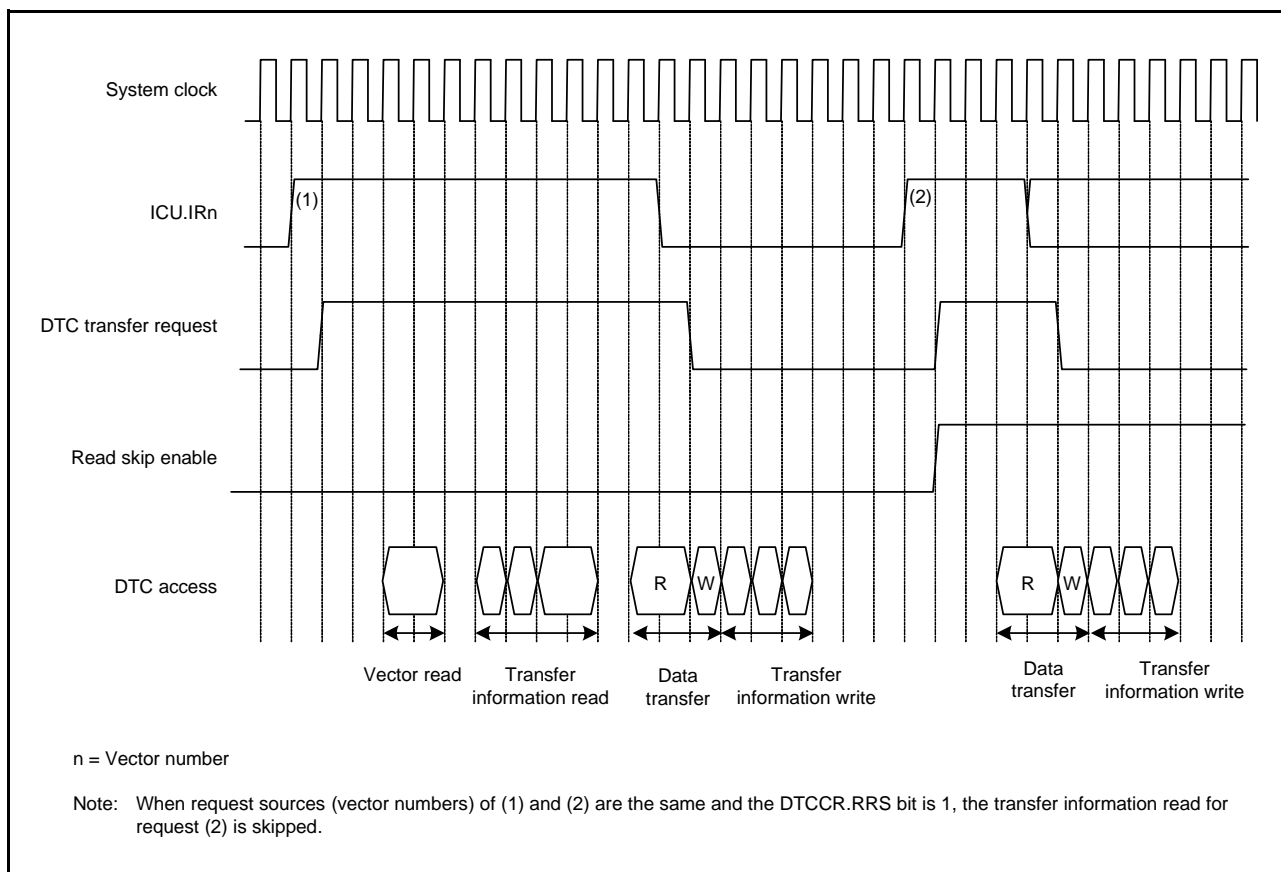 System clock
ICU.IRn
(1)
(2)
DTC transfer request
Read skip enable
DTC access
R
W
R
W
Vector read
Transfer
information read
Data
transfer
Transfer
information write
Data
transfer
Transfer
information write
n = Vector number
Note: When request sources (vector numbers) of (1) and (2) are the same and the DTCCR.RRS bit is 1, the transfer information read for
request (2) is skipped.